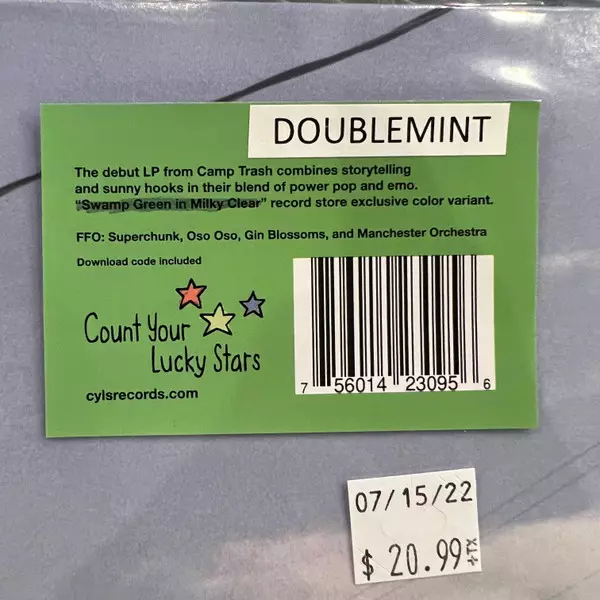 DOUBLEMINT
The debut LP from Camp Trash combines storytelling
and sunny hooks in their blend of power pop and emo.
"Swamp Green in Milky Clear" record store exclusive color variant.
FFO: Superchunk, Oso Oso, Gin Blossoms, and Manchester Orchestra
Download code included
Count Your
Lucky Stars
cylsrecords.com
7 56014 23095 6
07/15/22
$ 20.99 +TX